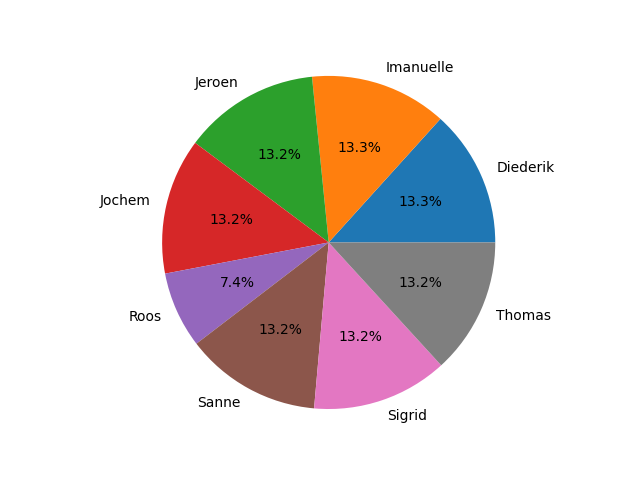 Imanuelle
Jeroen
13.3%
13.2%
Diederik
Jochem
13.3%
13.2%
7.4%
13.2%
Roos
Thomas
13.2%
13.2%
Sanne
Sigrid